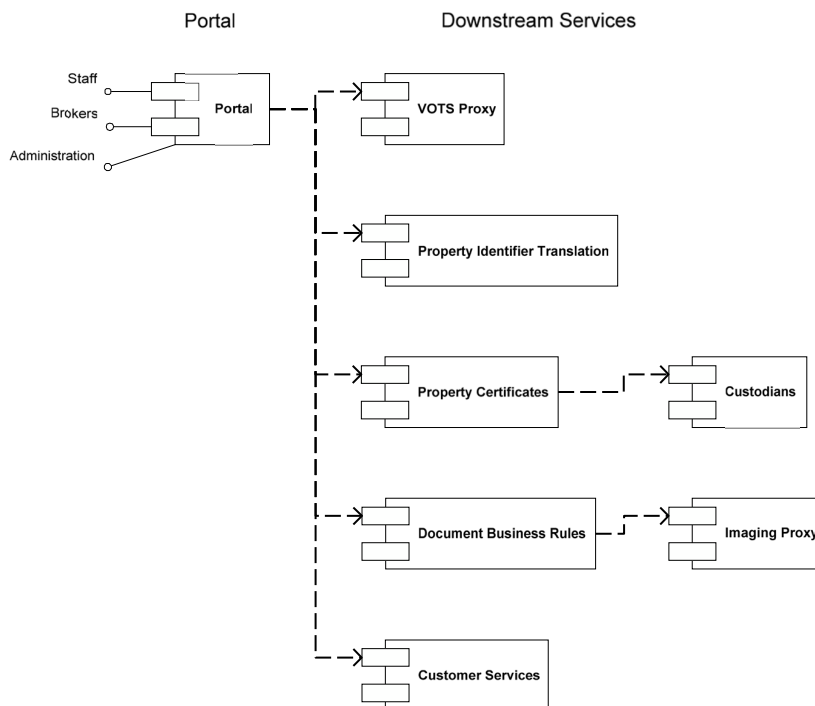 Portal
Downstream Services
Staff
Brokers
Administration
Portal
VOTS Proxy
Property Identifier Translation
Property Certificates
Custodians
Document Business Rules
Imaging Proxy
Customer Services